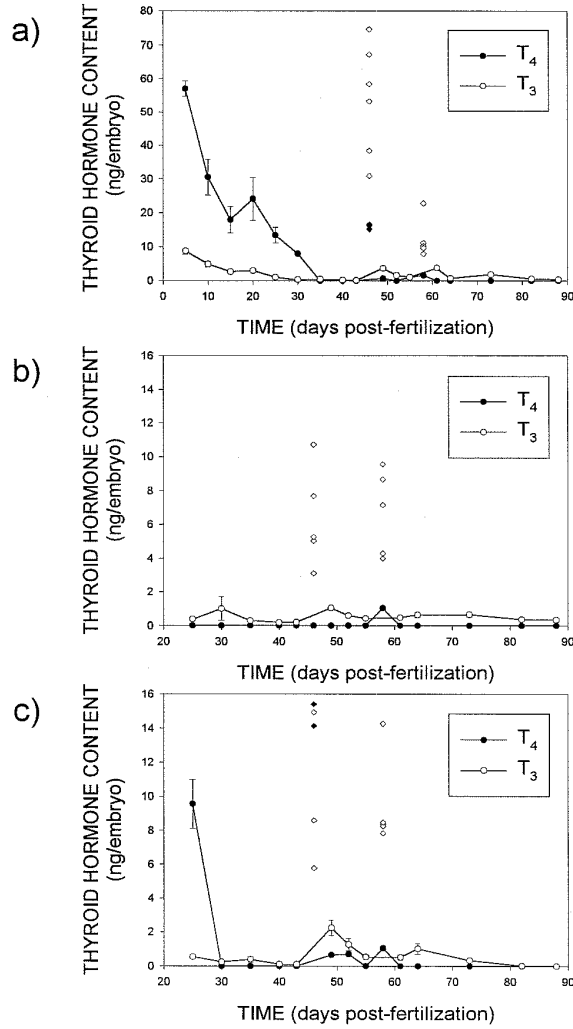 a)
THYROID HORMONE CONTENT
(ng/embryo)
80
70
60
50
40
30
20
10
0
T4
T3
0 10 20 30 40 50 60 70 80 90
TIME (days post-fertilization)
b)
THYROID HORMONE CONTENT
(ng/embryo)
16
14
12
10
8
6
4
2
0
T4
T3
20 30 40 50 60 70 80 90
TIME (days post-fertilization)
c)
THYROID HORMONE CONTENT
(ng/embryo)
16
14
12
10
8
6
4
2
0
T4
T3
20 30 40 50 60 70 80 90
TIME (days post-fertilization)